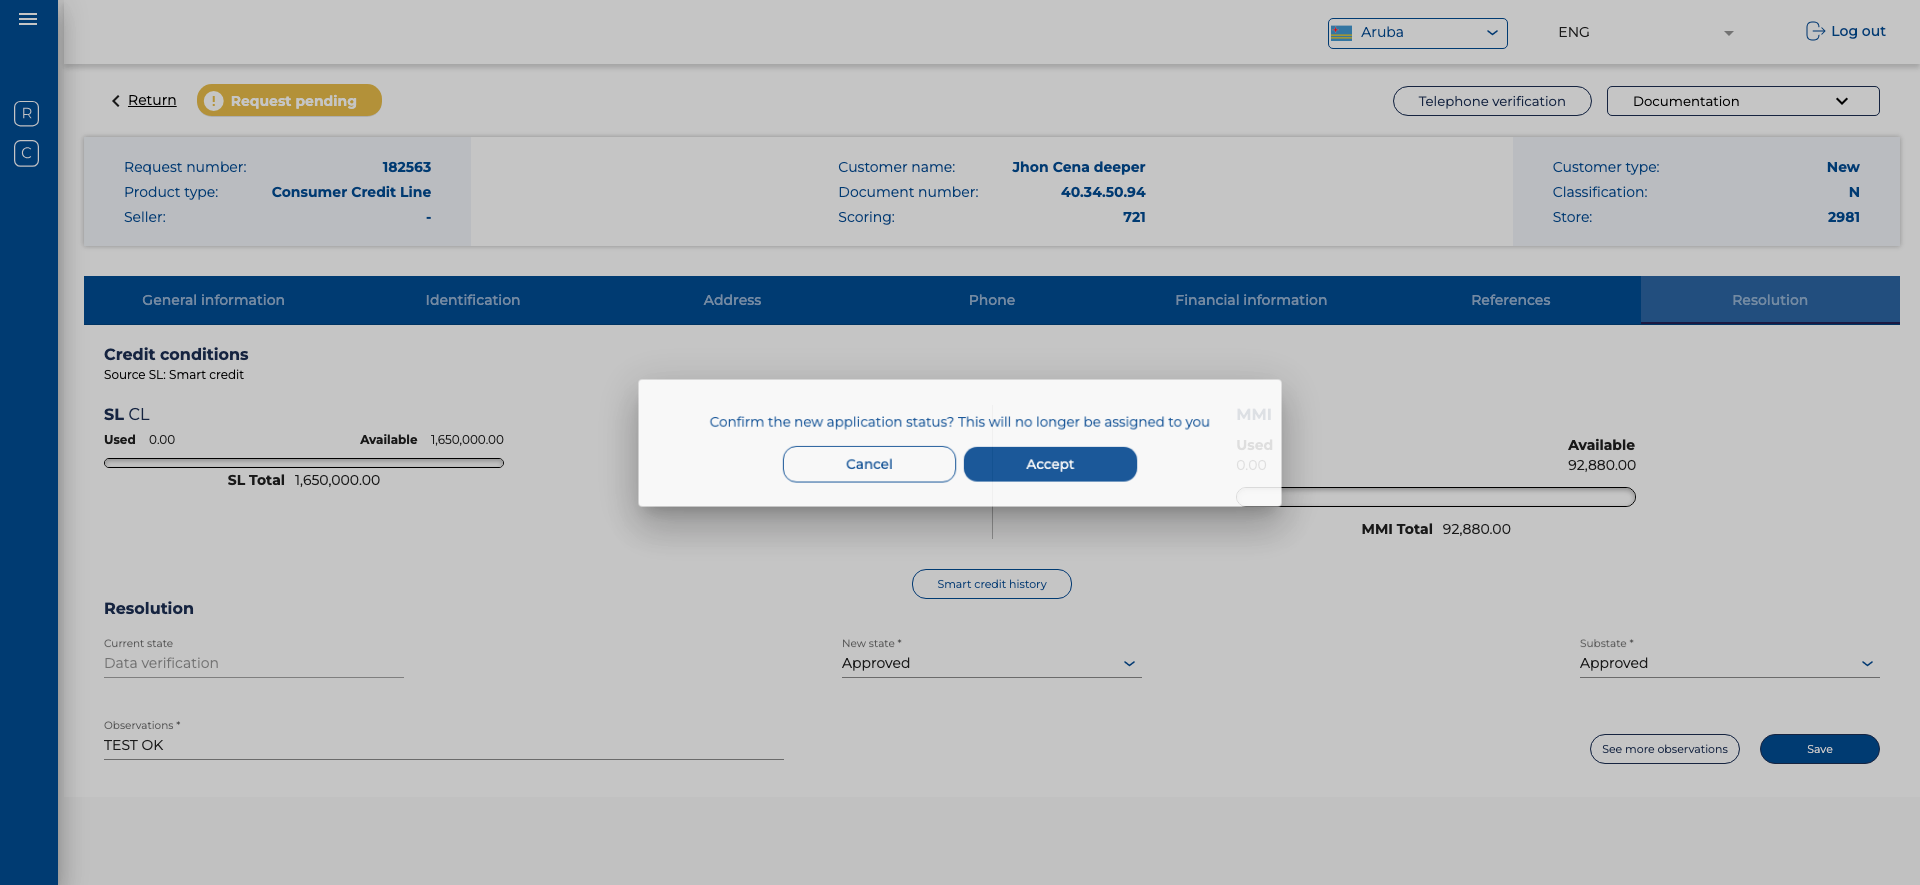 Aruba
ENG
Log out
R
C
Return
! Request pending
Telephone verification
Documentation
Request number: 182563
Product type: Consumer Credit Line
Seller: -
Customer name: Jhon Cena deeper
Document number: 40.34.50.94
Scoring: 721
Customer type: New
Classification: N
Store: 2981
General information
Identification
Address
Phone
Financial information
References
Resolution
Credit conditions
Source SL: Smart credit
SL CL
Used 0.00 Available 1,650,000.00
SL Total 1,650,000.00
Confirm the new application status? This will no longer be assigned to you
Cancel
Accept
MMI
Used Available
0.00 92,880.00
MMI Total 92,880.00
Smart credit history
Resolution
Current state
Data verification
New state *
Approved
Substate *
Approved
Observations *
TEST OK
See more observations
Save